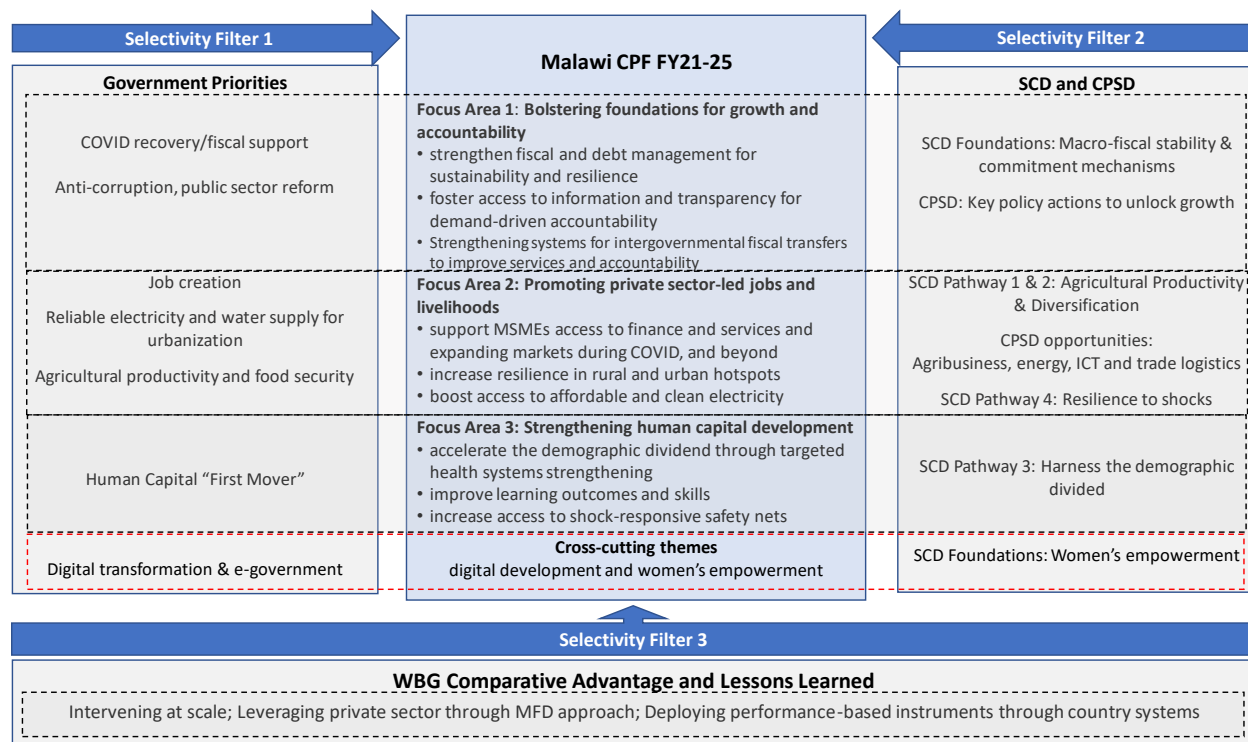 Selectivity Filter 1
Selectivity Filter 2
Government Priorities
COVID recovery/fiscal support
Anti-corruption, public sector reform
Job creation
Reliable electricity and water supply for
urbanization
Agricultural productivity and food security
Human Capital “First Mover”
Digital transformation & e-government
Malawi CPF FY21-25
Focus Area 1: Bolstering foundations for growth and
accountability
• strengthen fiscal and debt management for
sustainability and resilience
• foster access to information and transparency for
demand-driven accountability
• Strengthening systems for intergovernmental fiscal transfers
to improve services and accountability
Focus Area 2: Promoting private sector-led jobs and
livelihoods
• support MSMEs access to finance and services and
expanding markets during COVID, and beyond
• increase resilience in rural and urban hotspots
• boost access to affordable and clean electricity
Focus Area 3: Strengthening human capital development
• accelerate the demographic dividend through targeted
health systems strengthening
• improve learning outcomes and skills
• increase access to shock-responsive safety nets
Cross-cutting themes
digital development and women’s empowerment
SCD and CPSD
SCD Foundations: Macro-fiscal stability &
commitment mechanisms
CPSD: Key policy actions to unlock growth
SCD Pathway 1 & 2: Agricultural Productivity
& Diversification
CPSD opportunities:
Agribusiness, energy, ICT and trade logistics
SCD Pathway 4: Resilience to shocks
SCD Pathway 3: Harness the demographic
divided
SCD Foundations: Women’s empowerment
Selectivity Filter 3
WBG Comparative Advantage and Lessons Learned
Intervening at scale; Leveraging private sector through MFD approach; Deploying performance-based instruments through country systems